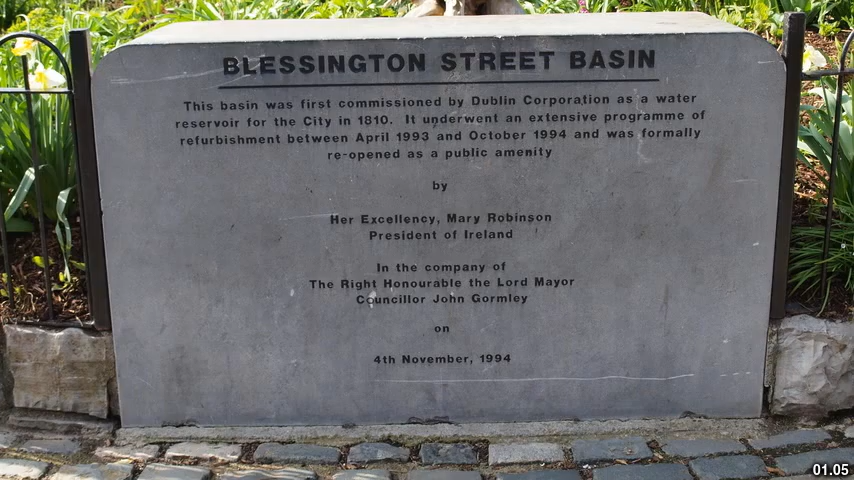 BLESSINGTON STREET BASIN
This basin was first commissioned by Dublin Corporation as a water
reservoir for the City in 1810. It underwent an extensive programme of
refurbishment between April 1993 and October 1994 and was formally
re-opened as a public amenity
by
Her Excellency, Mary Robinson
President of Ireland
In the company of
The Right Honourable the Lord Mayor
Councillor John Gormley
on
4th November, 1994
01.05